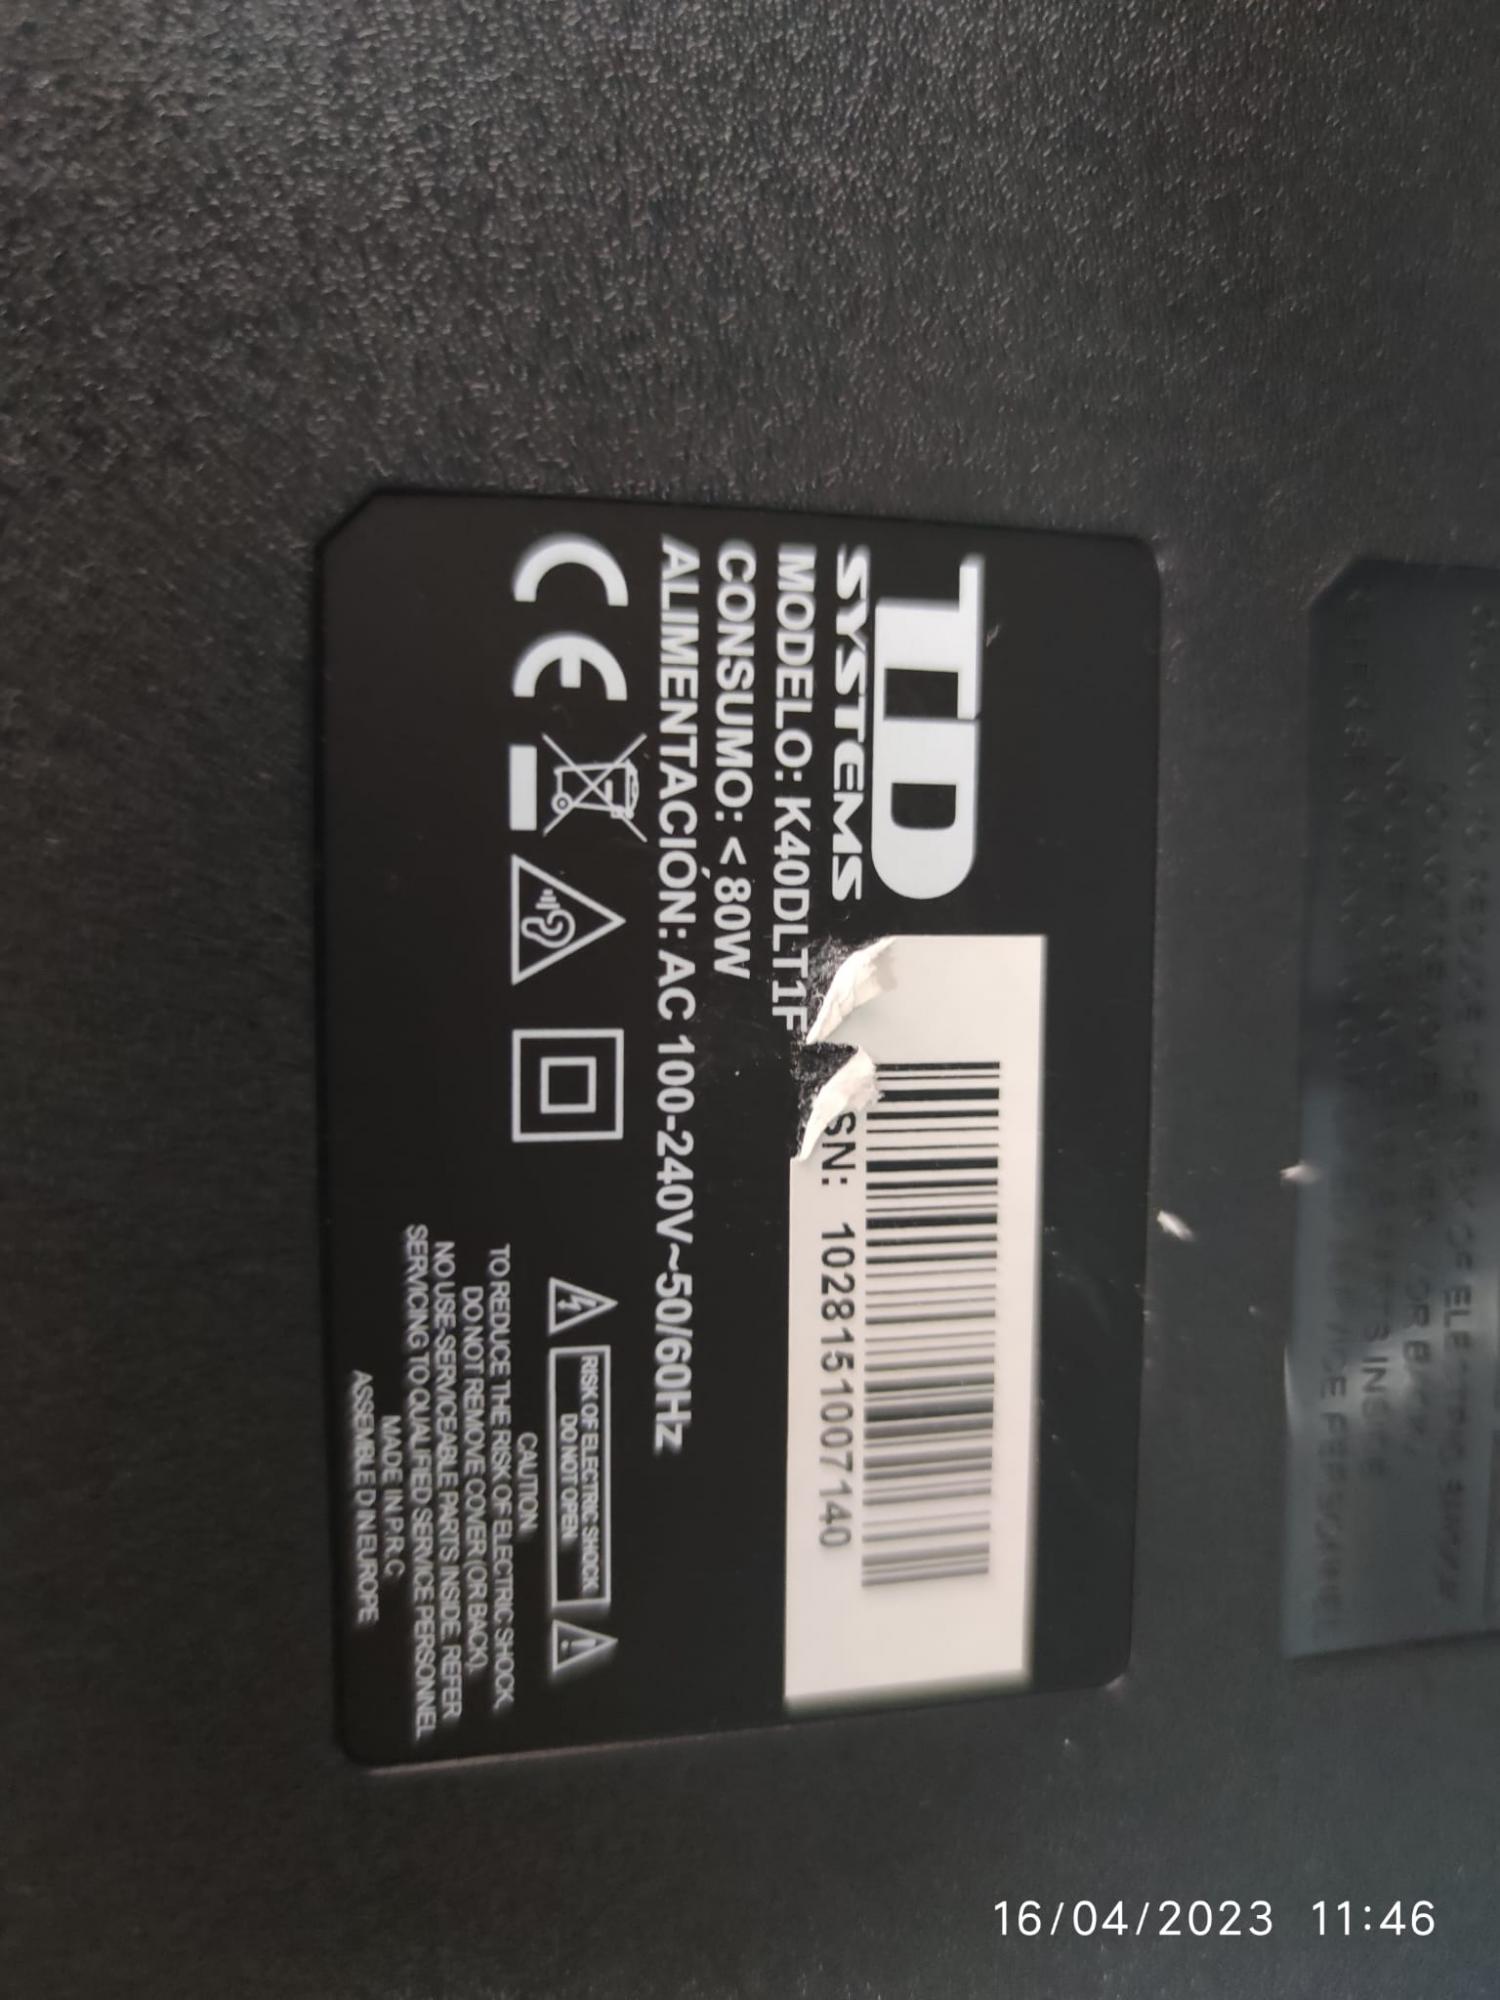 TD
SYSTEMS
MODELO: K40DLT1F
CONSUMO: < 80W
ALIMENTACIÓN: AC 100-240V~50/60Hz
SN: 1028151007140
CE
RISK OF ELECTRIC SHOCK
DO NOT OPEN
CAUTION
TO REDUCE THE RISK OF ELECTRIC SHOCK,
DO NOT REMOVE COVER (OR BACK).
NO USE-SERVICEABLE PARTS INSIDE. REFER
SERVICING TO QUALIFIED SERVICE PERSONNEL
MADE IN P.R.C
ASSEMBLED IN EUROPE
16/04/2023 11:46